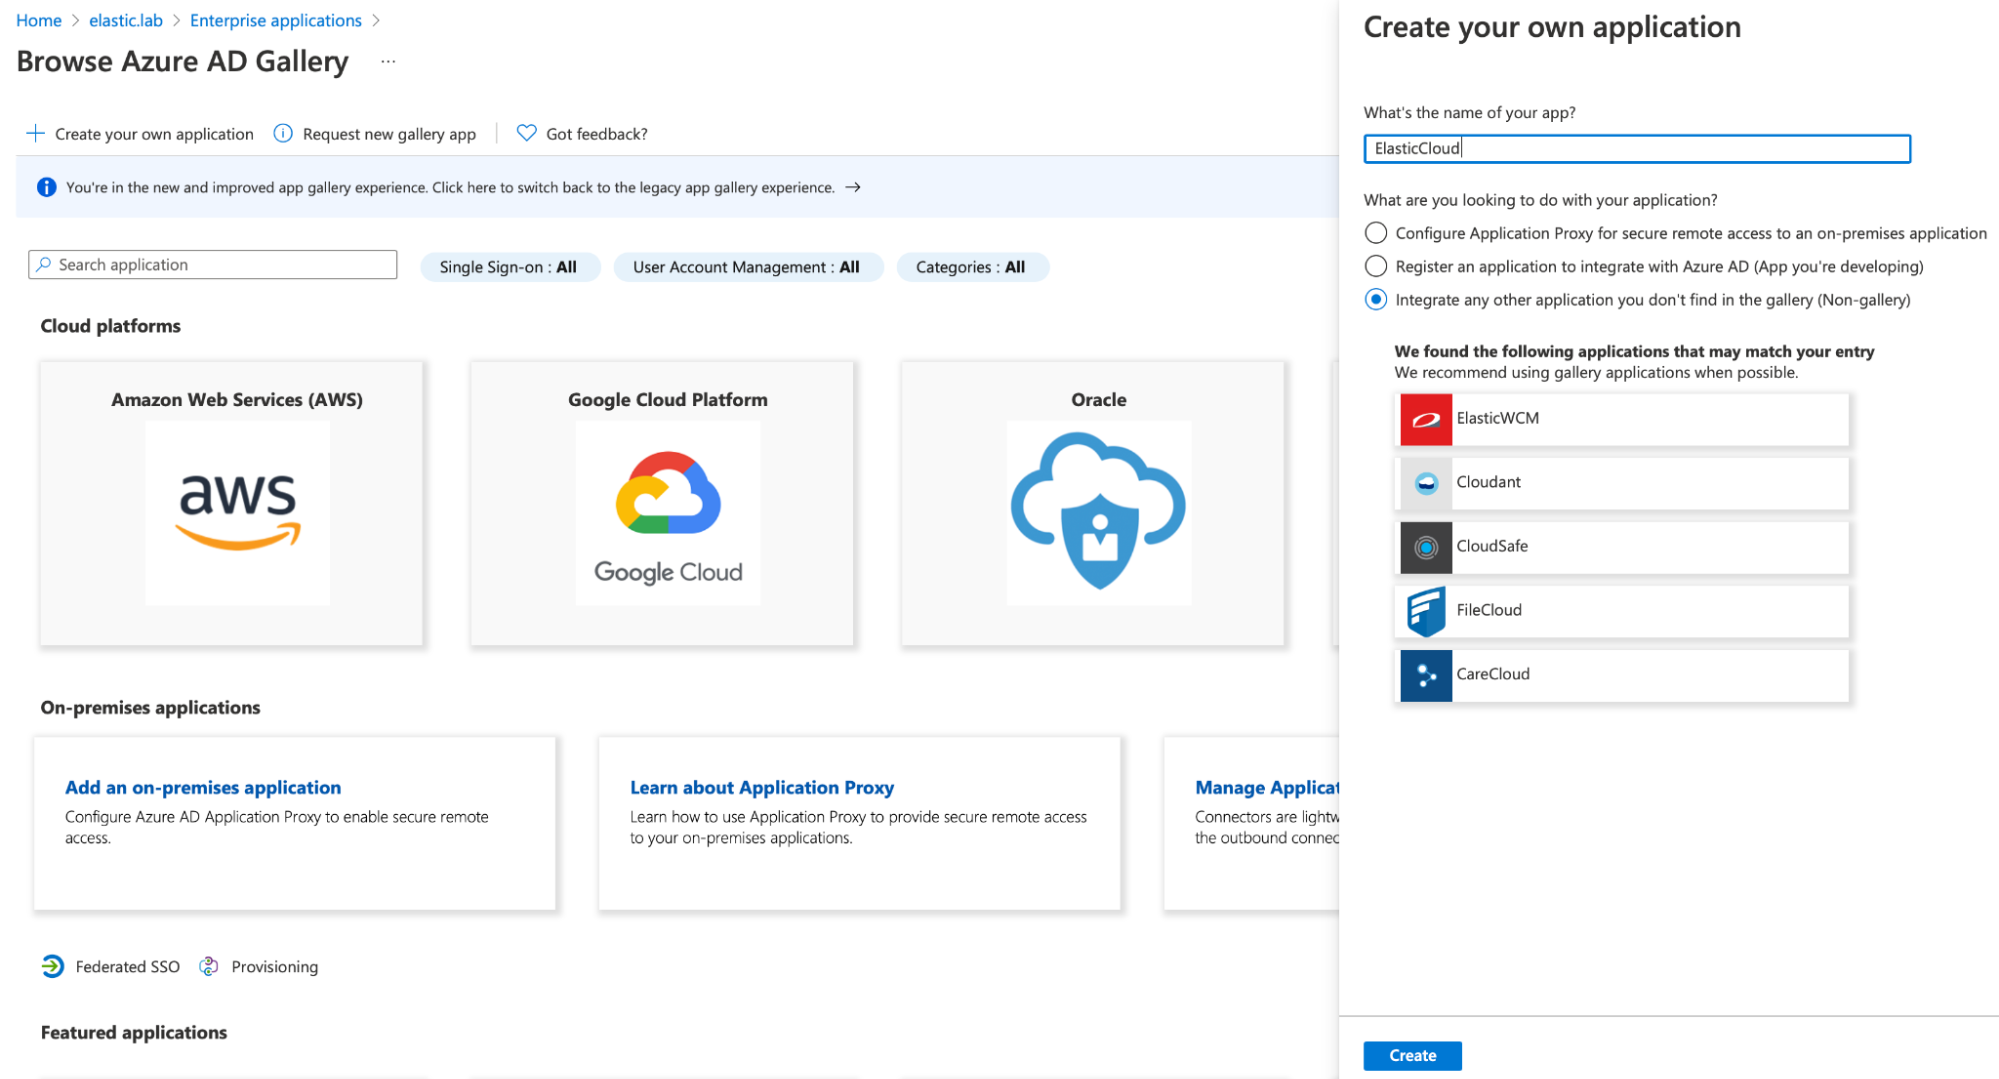 Home > elastic.lab > Enterprise applications >
Browse Azure AD Gallery ...
Create your own application
Request new gallery app
Got feedback?
You're in the new and improved app gallery experience. Click here to switch back to the legacy app gallery experience. →
Search application
Single Sign-on : All
User Account Management : All
Categories : All
Cloud platforms
Amazon Web Services (AWS)
aws
Google Cloud Platform
Google Cloud
Oracle
On-premises applications
Add an on-premises application
Configure Azure AD Application Proxy to enable secure remote
access.
Learn about Application Proxy
Learn how to use Application Proxy to provide secure remote access
to your on-premises applications.
Manage Applicat
Connectors are lightw
the outbound connec
Federated SSO
Provisioning
Featured applications
Create your own application
What's the name of your app?
ElasticCloud
What are you looking to do with your application?
Configure Application Proxy for secure remote access to an on-premises application
Register an application to integrate with Azure AD (App you're developing)
Integrate any other application you don't find in the gallery (Non-gallery)
We found the following applications that may match your entry
We recommend using gallery applications when possible.
ElasticWCM
Cloudant
CloudSafe
FileCloud
CareCloud
Create